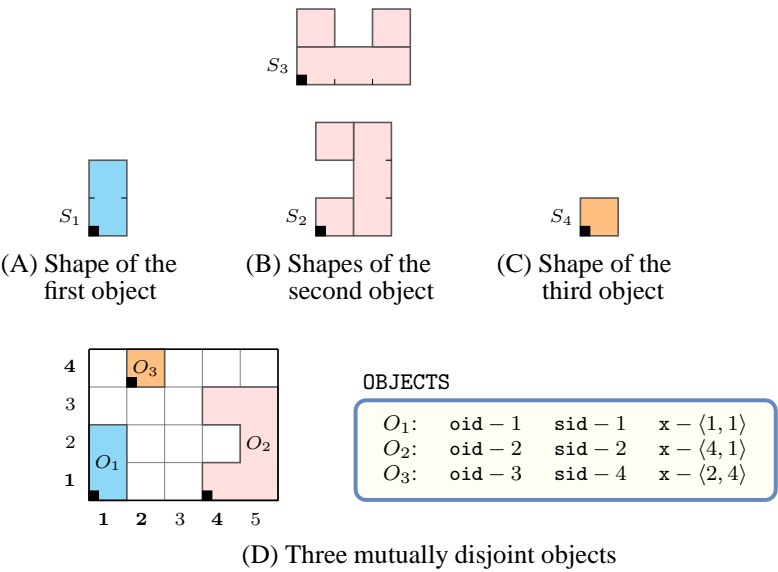 S3
S1
S2
S4
(A) Shape of the
first object
(B) Shapes of the
second object
(C) Shape of the
third object
4
3
2
1
O3
O2
O1
1 2 3 4 5
OBJECTS
O1: oid − 1 sid − 1 x − ⟨1, 1⟩
O2: oid − 2 sid − 2 x − ⟨4, 1⟩
O3: oid − 3 sid − 4 x − ⟨2, 4⟩
(D) Three mutually disjoint objects